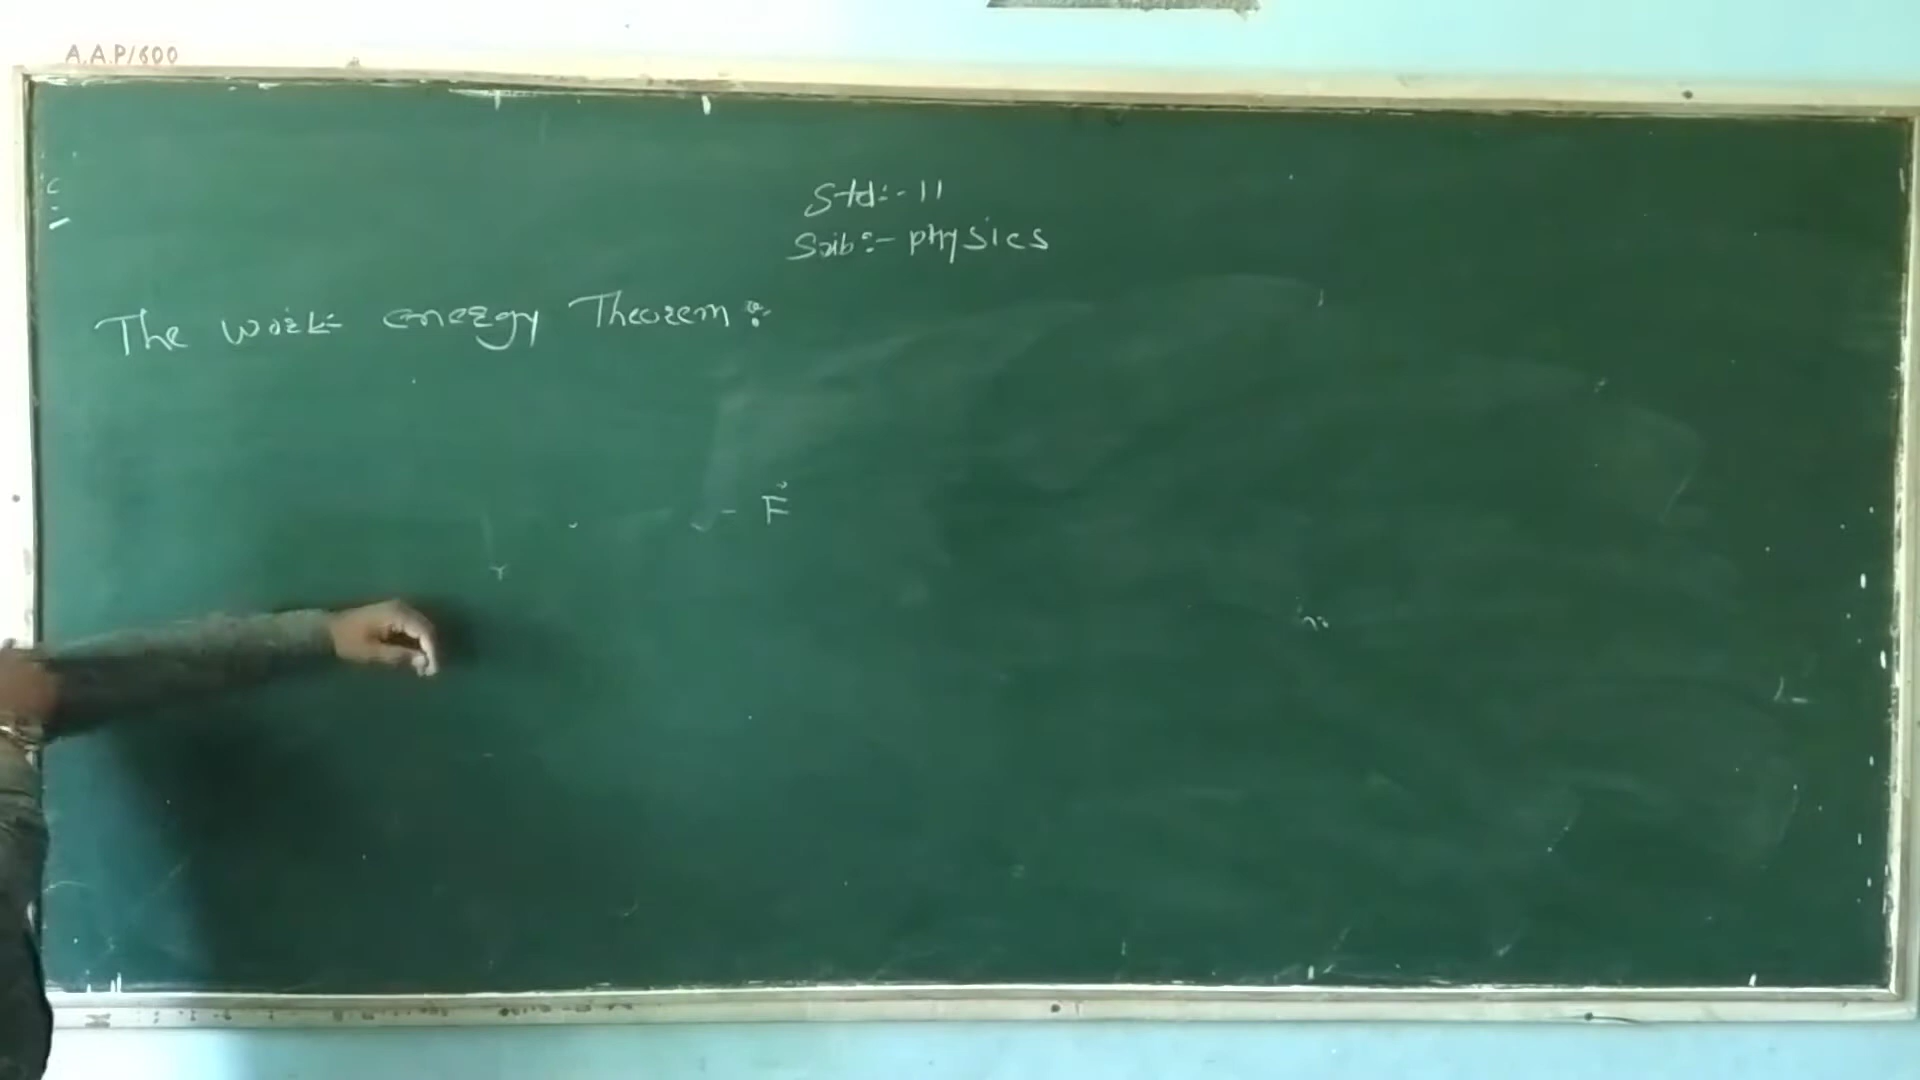 A.A.P/600
Std:- 11
Sub:- physics
The work energy Theorem:-
F